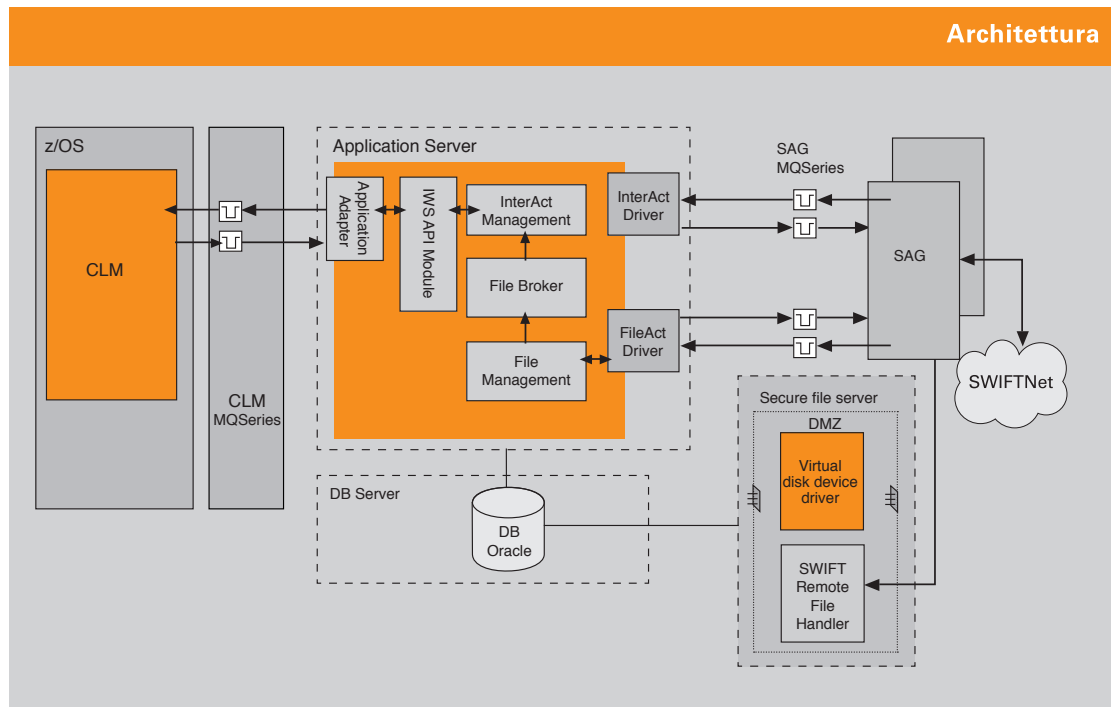 Architettura
z/OS
CLM
CLM
MQSeries
Application Server
Application
Adapter
IWS API Module
InterAct
Management
File Broker
File
Management
InterAct
Driver
FileAct
Driver
SAG
MQSeries
SAG
SWIFTNet
DB Server
DB
Oracle
Secure file server
DMZ
Virtual
disk device
driver
SWIFT
Remote
File
Handler